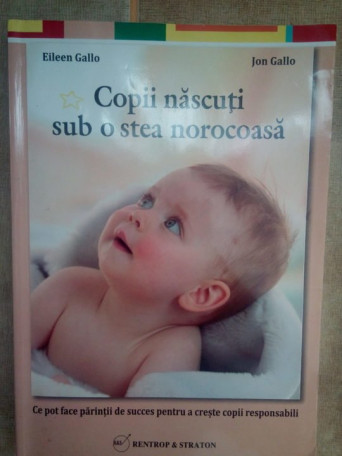 Eileen Gallo
Jon Gallo
Copii născuți
sub o stea norocoasă
Ce pot face părinții de succes pentru a crește copii responsabili
RENTROP & STRATON